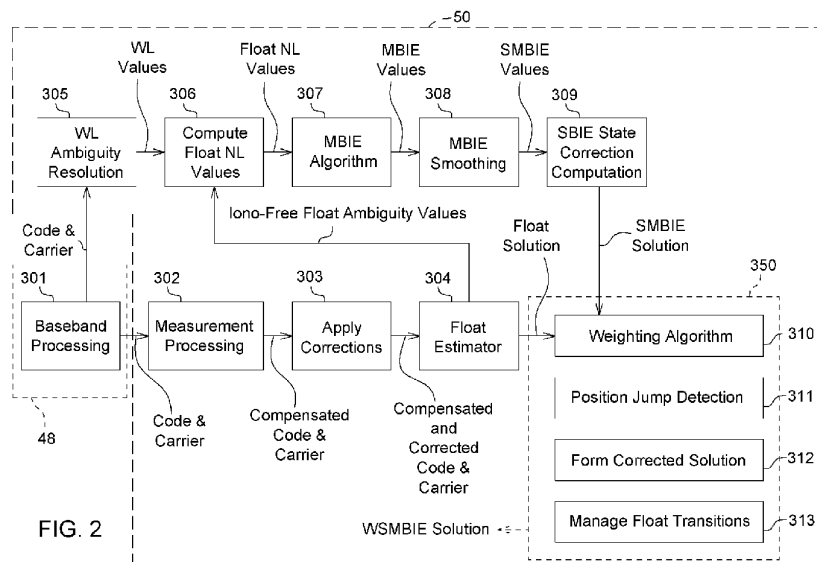 50
WL
Values
Float NL
Values
MBIE
Values
SMBIE
Values
305
306
307
308
309
WL
Ambiguity
Resolution
Compute
Float NL
Values
MBIE
Algorithm
MBIE
Smoothing
SBIE State
Correction
Computation
Iono-Free Float Ambiguity Values
Code &
Carrier
Float
Solution
SMBIE
Solution
301
302
303
304
350
Baseband
Processing
Measurement
Processing
Apply
Corrections
Float
Estimator
Weighting Algorithm
310
Position Jump Detection
311
Form Corrected Solution
312
Manage Float Transitions
313
48
Code &
Carrier
Compensated
Code &
Carrier
Compensated
and
Corrected
Code &
Carrier
WSMBIE Solution
FIG. 2